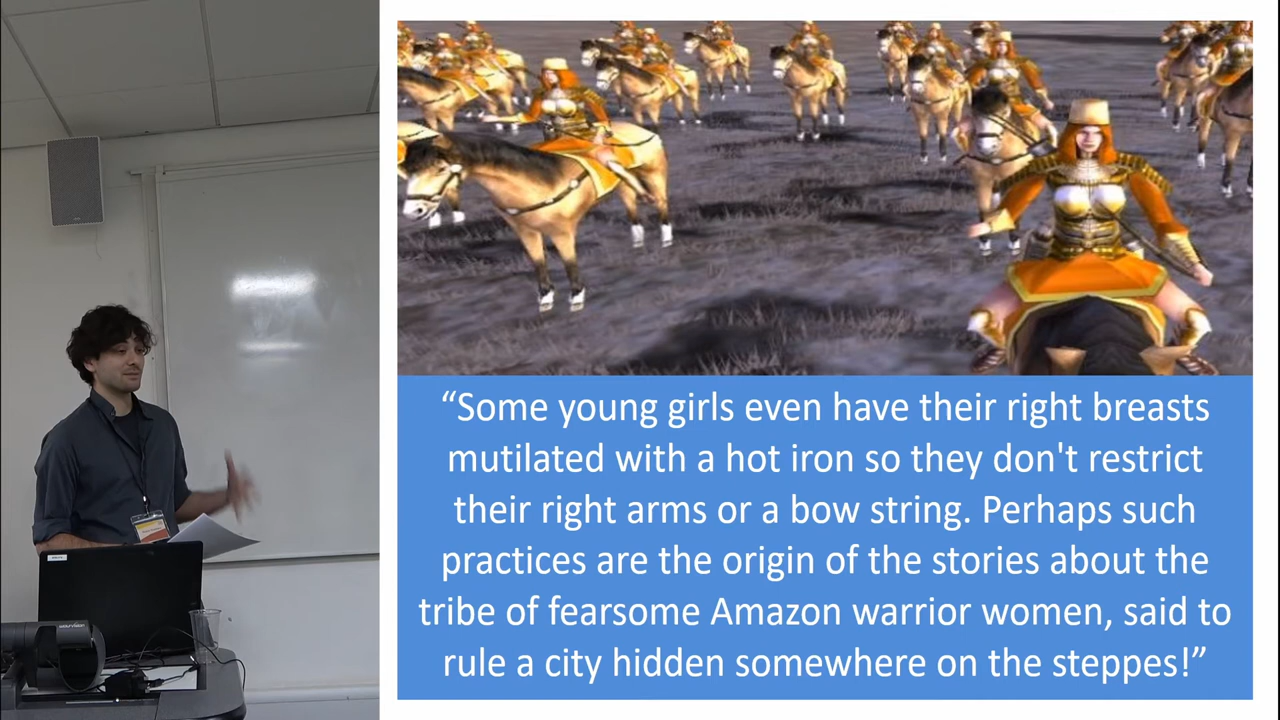 “Some young girls even have their right breasts
mutilated with a hot iron so they don't restrict
their right arms or a bow string. Perhaps such
practices are the origin of the stories about the
tribe of fearsome Amazon warrior women, said to
rule a city hidden somewhere on the steppes!”